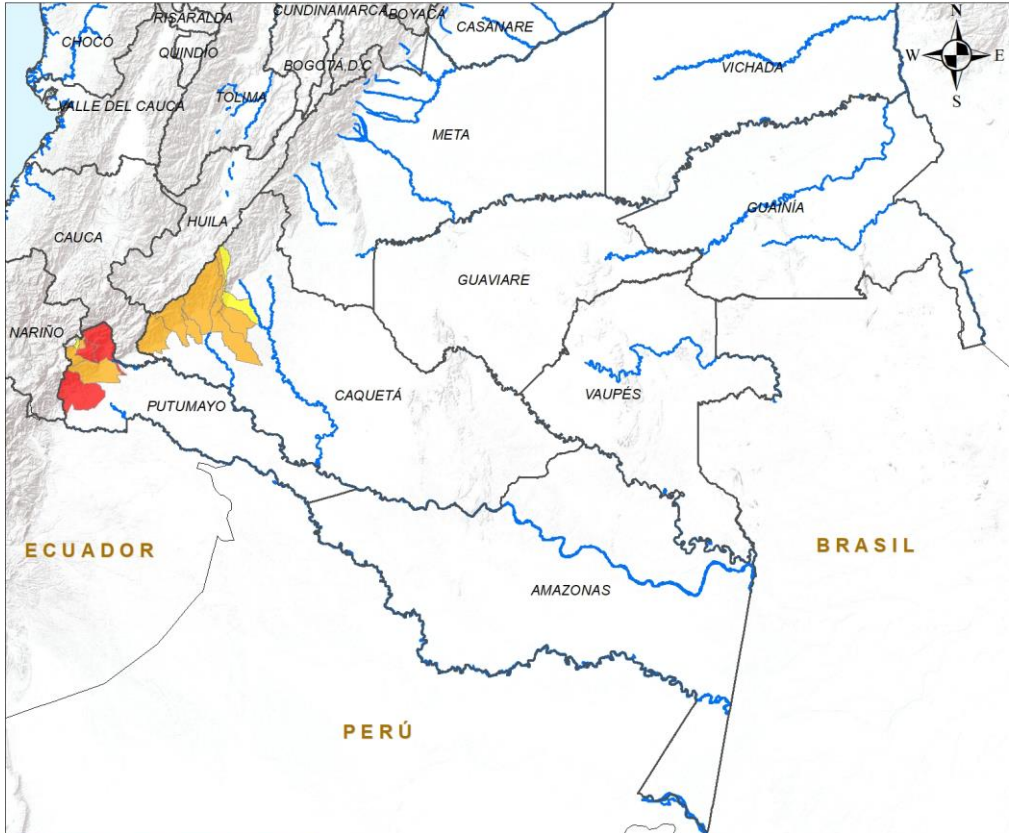 CUNDINAMARCA
BOYACÁ
RISARALDA
CASANARE
CHOCÓ
QUINDIO
BOGOTÁ.D.C
VICHADA
N
W
E
S
VALLE DEL CAUCA
TOLIMA
META
HUILA
GUAINÍA
CAUCA
GUAVIARE
NARIÑO
CAQUETÁ
VAUPÉS
PUTUMAYO
ECUADOR
BRASIL
AMAZONAS
PERÚ